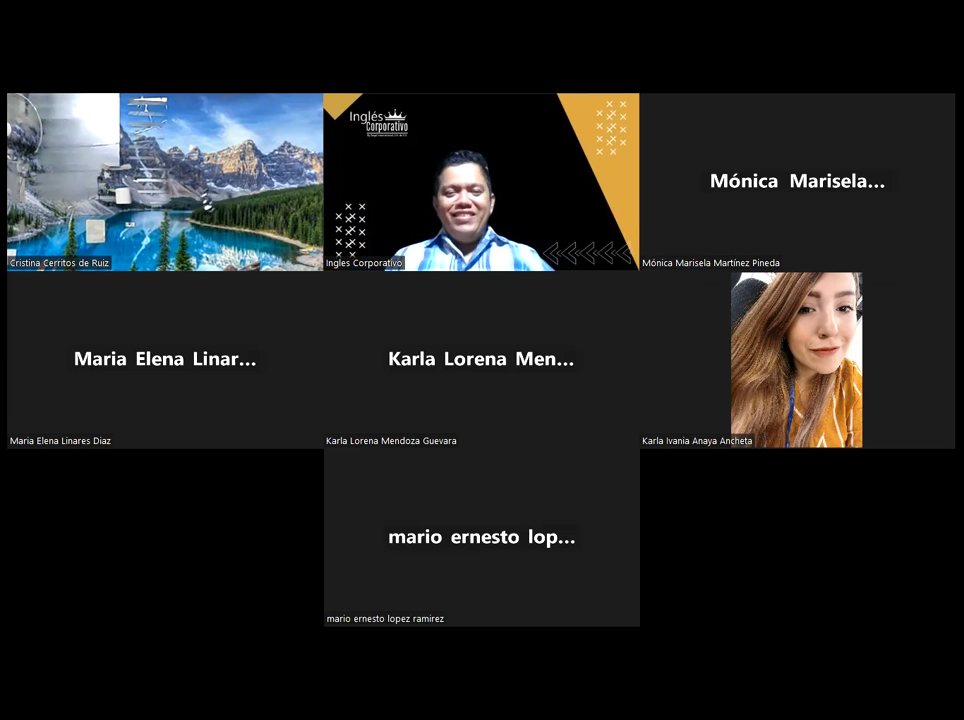 Inglés
Corporativo
Cristina Cerritos de Ruiz
Ingles Corporativo
Mónica Marisela...
Mónica Marisela Martínez Pineda
Maria Elena Linar...
Maria Elena Linares Diaz
Karla Lorena Men...
Karla Lorena Mendoza Guevara
Karla Ivania Anaya Ancheta
mario ernesto lop...
mario ernesto lopez ramirez